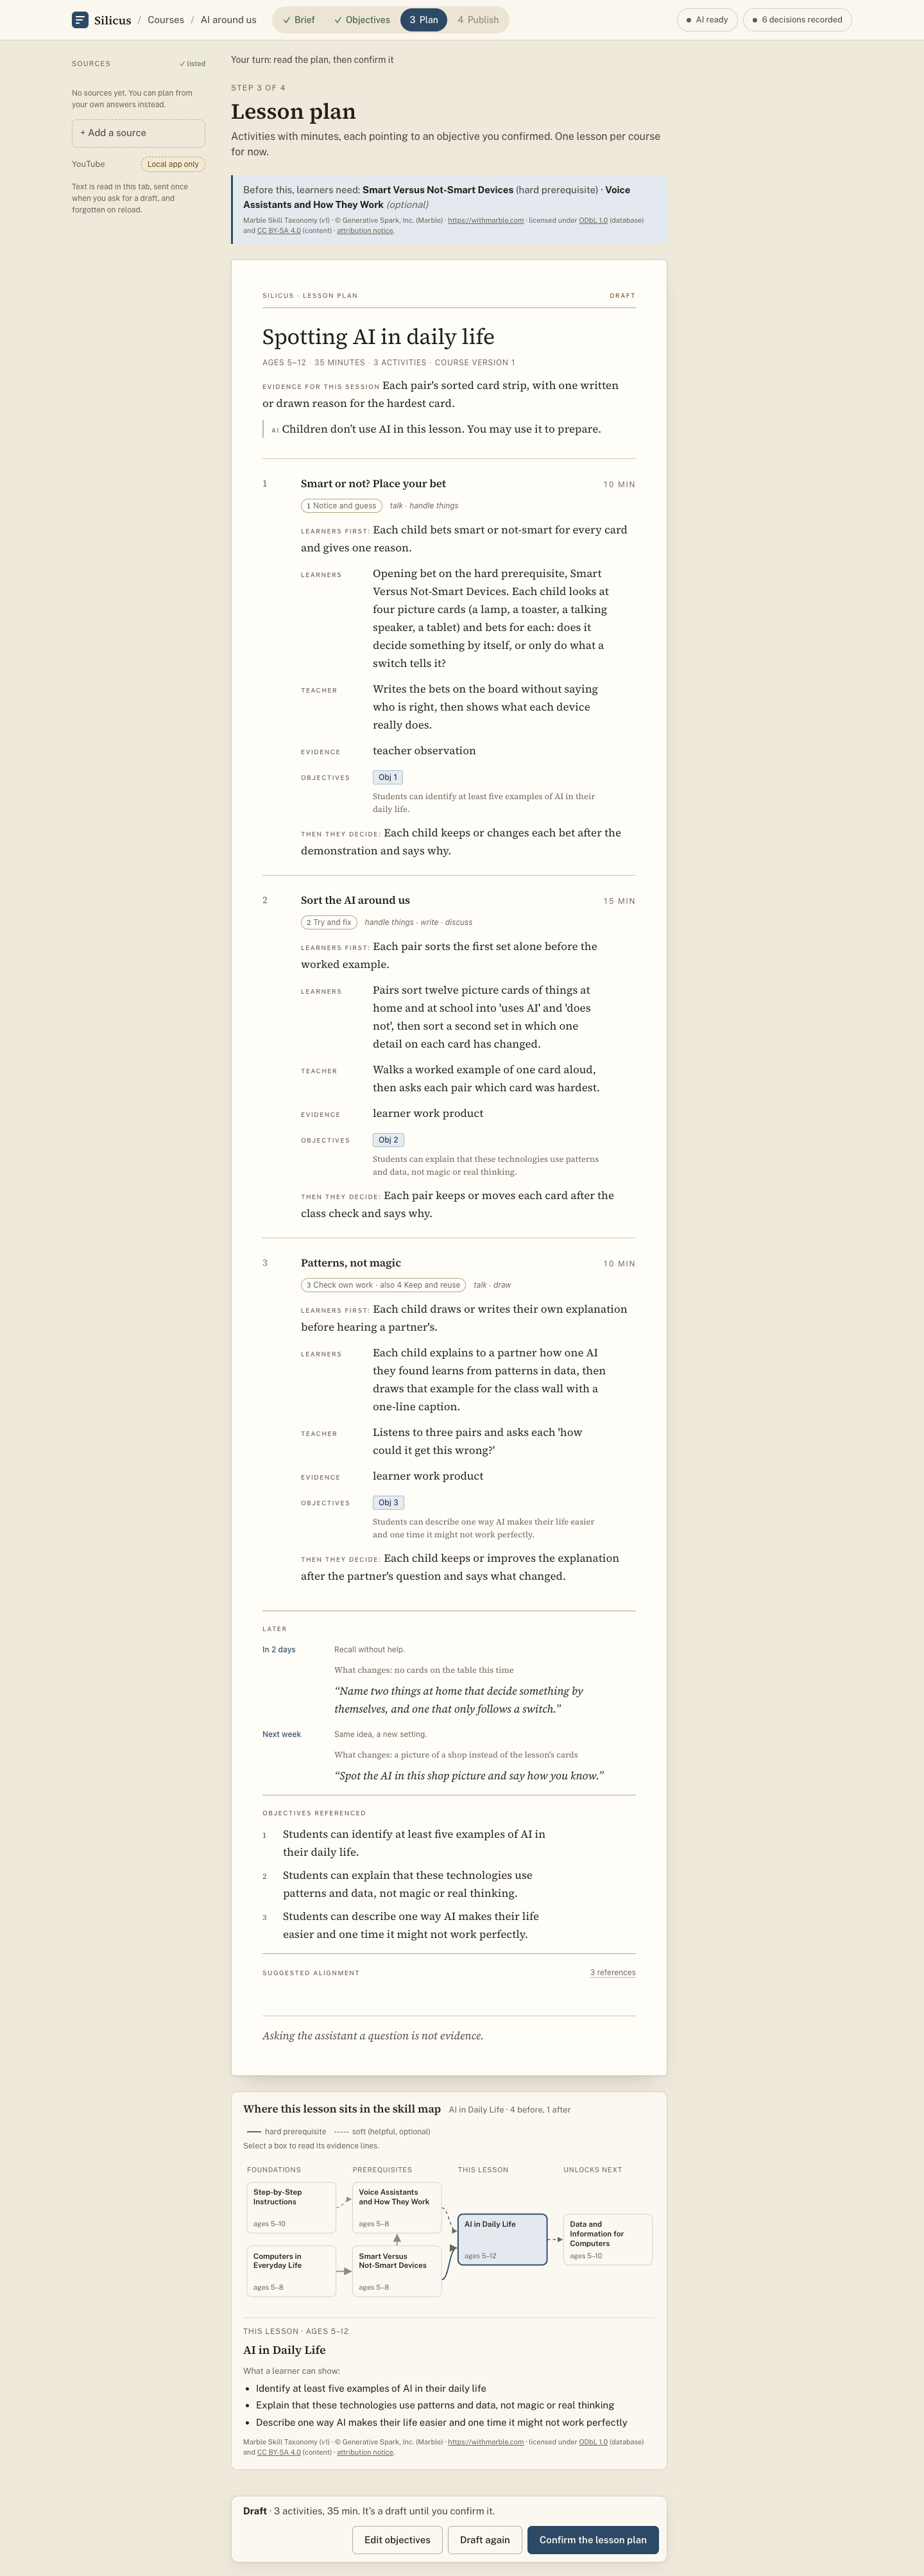 Silicus / Courses / AI around us ✓ Brief ✓ Objectives 3 Plan 4 Publish AI ready 6 decisions recorded
SOURCES ✓ listed
No sources yet. You can plan from
your own answers instead.
+ Add a source
YouTube Local app only
Text is read in this tab, sent once
when you ask for a draft, and
forgotten on reload.
Your turn: read the plan, then confirm it
STEP 3 OF 4
Lesson plan
Activities with minutes, each pointing to an objective you confirmed. One lesson per course
for now.
Before this, learners need: Smart Versus Not-Smart Devices (hard prerequisite) · Voice
Assistants and How They Work (optional)
Marble Skill Taxonomy (v1) · © Generative Spark, Inc. (Marble) · https://withmarble.com · licensed under ODbL 1.0 (database)
and CC BY-SA 4.0 (content) · attribution notice.
SILICUS · LESSON PLAN DRAFT
Spotting AI in daily life
AGES 5–12 · 35 MINUTES · 3 ACTIVITIES · COURSE VERSION 1
EVIDENCE FOR THIS SESSION Each pair's sorted card strip, with one written
or drawn reason for the hardest card.
AI Children don't use AI in this lesson. You may use it to prepare.
1 Smart or not? Place your bet 10 MIN
1 Notice and guess talk · handle things
LEARNERS FIRST: Each child bets smart or not-smart for every card
and gives one reason.
LEARNERS Opening bet on the hard prerequisite, Smart
Versus Not-Smart Devices. Each child looks at
four picture cards (a lamp, a toaster, a talking
speaker, a tablet) and bets for each: does it
decide something by itself, or only do what a
switch tells it?
TEACHER Writes the bets on the board without saying
who is right, then shows what each device
really does.
EVIDENCE teacher observation
OBJECTIVES Obj 1
Students can identify at least five examples of AI in their
daily life.
THEN THEY DECIDE: Each child keeps or changes each bet after the
demonstration and says why.
2 Sort the AI around us 15 MIN
2 Try and fix handle things · write · discuss
LEARNERS FIRST: Each pair sorts the first set alone before the
worked example.
LEARNERS Pairs sort twelve picture cards of things at
home and at school into 'uses AI' and 'does
not', then sort a second set in which one
detail on each card has changed.
TEACHER Walks a worked example of one card aloud,
then asks each pair which card was hardest.
EVIDENCE learner work product
OBJECTIVES Obj 2
Students can explain that these technologies use patterns
and data, not magic or real thinking.
THEN THEY DECIDE: Each pair keeps or moves each card after the
class check and says why.
3 Patterns, not magic 10 MIN
3 Check own work · also 4 Keep and reuse talk · draw
LEARNERS FIRST: Each child draws or writes their own explanation
before hearing a partner's.
LEARNERS Each child explains to a partner how one AI
they found learns from patterns in data, then
draws that example for the class wall with a
one-line caption.
TEACHER Listens to three pairs and asks each 'how
could it get this wrong?'
EVIDENCE learner work product
OBJECTIVES Obj 3
Students can describe one way AI makes their life easier
and one time it might not work perfectly.
THEN THEY DECIDE: Each child keeps or improves the explanation
after the partner's question and says what changed.
LATER
In 2 days Recall without help.
What changes: no cards on the table this time
“Name two things at home that decide something by
themselves, and one that only follows a switch.”
Next week Same idea, a new setting.
What changes: a picture of a shop instead of the lesson's cards
“Spot the AI in this shop picture and say how you know.”
OBJECTIVES REFERENCED
1 Students can identify at least five examples of AI in
their daily life.
2 Students can explain that these technologies use
patterns and data, not magic or real thinking.
3 Students can describe one way AI makes their life
easier and one time it might not work perfectly.
SUGGESTED ALIGNMENT 3 references
Asking the assistant a question is not evidence.
Where this lesson sits in the skill map AI in Daily Life · 4 before, 1 after
hard prerequisite soft (helpful, optional)
Select a box to read its evidence lines.
FOUNDATIONS PREREQUISITES THIS LESSON UNLOCKS NEXT
Step-by-Step
Instructions
ages 5–10
Computers in
Everyday Life
ages 5–8
Voice Assistants
and How They Work
ages 5–8
Smart Versus
Not-Smart Devices
ages 5–8
AI in Daily Life
ages 5–12
Data and
Information for
Computers
ages 5–10
THIS LESSON · AGES 5–12
AI in Daily Life
What a learner can show:
• Identify at least five examples of AI in their daily life
• Explain that these technologies use patterns and data, not magic or real thinking
• Describe one way AI makes their life easier and one time it might not work perfectly
Marble Skill Taxonomy (v1) · © Generative Spark, Inc. (Marble) · https://withmarble.com · licensed under ODbL 1.0 (database)
and CC BY-SA 4.0 (content) · attribution notice.
Draft · 3 activities, 35 min. It's a draft until you confirm it.
Edit objectives Draft again Confirm the lesson plan